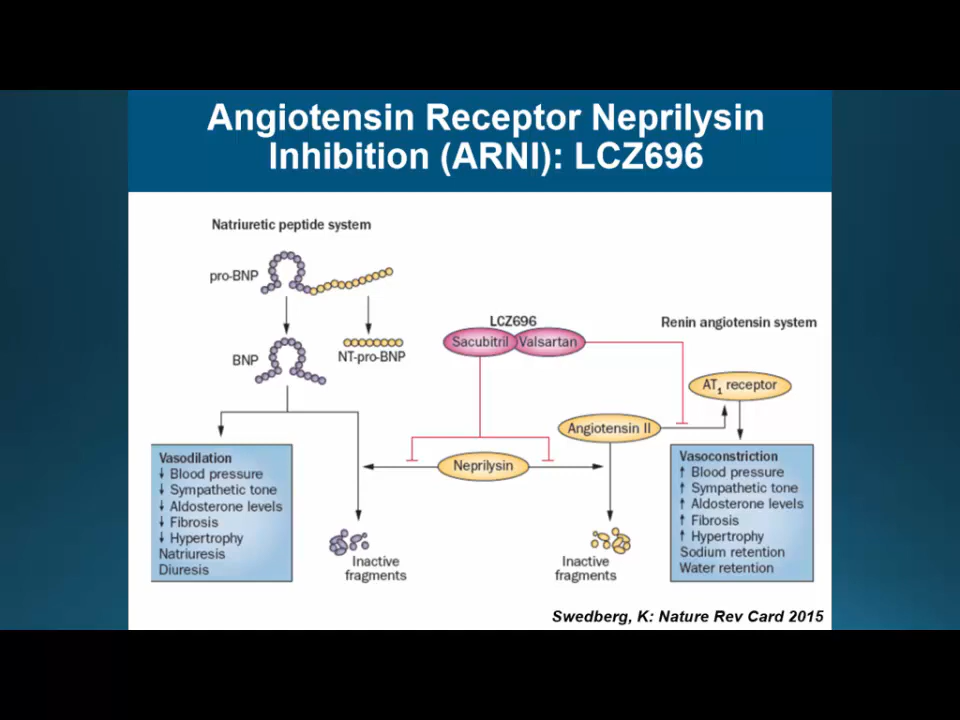 Angiotensin Receptor Neprilysin
Inhibition (ARNI): LCZ696
Natriuretic peptide system
pro-BNP
BNP
NT-pro-BNP
LCZ696
Sacubitril Valsartan
Renin angiotensin system
AT1 receptor
Angiotensin II
Neprilysin
Vasodilation
↓ Blood pressure
↓ Sympathetic tone
↓ Aldosterone levels
↓ Fibrosis
↓ Hypertrophy
Natriuresis
Diuresis
Inactive
fragments
Inactive
fragments
Vasoconstriction
↑ Blood pressure
↑ Sympathetic tone
↑ Aldosterone levels
↑ Fibrosis
↑ Hypertrophy
Sodium retention
Water retention
Swedberg, K: Nature Rev Card 2015